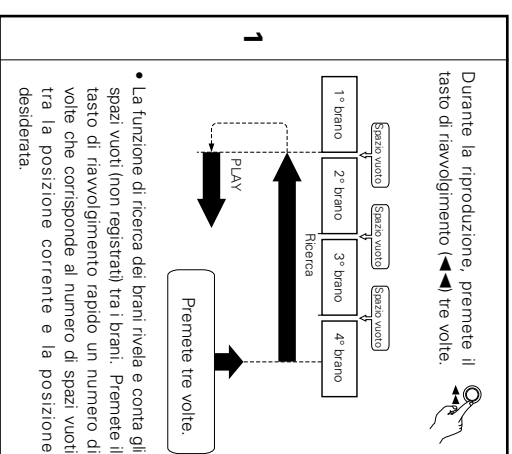 1
Durante la riproduzione, premete il
tasto di riavvolgimento (◀◀) tre volte.
◀◀
Spazio vuoto
Spazio vuoto
Spazio vuoto
1° brano
2° brano
3° brano
4° brano
Ricerca
PLAY
Premete tre volte.
• La funzione di ricerca dei brani rivela e conta gli
spazi vuoti (non registrati) tra i brani. Premete il
tasto di riavvolgimento rapido un numero di
volte che corrisponde al numero di spazi vuoti
tra la posizione corrente e la posizione
desiderata.